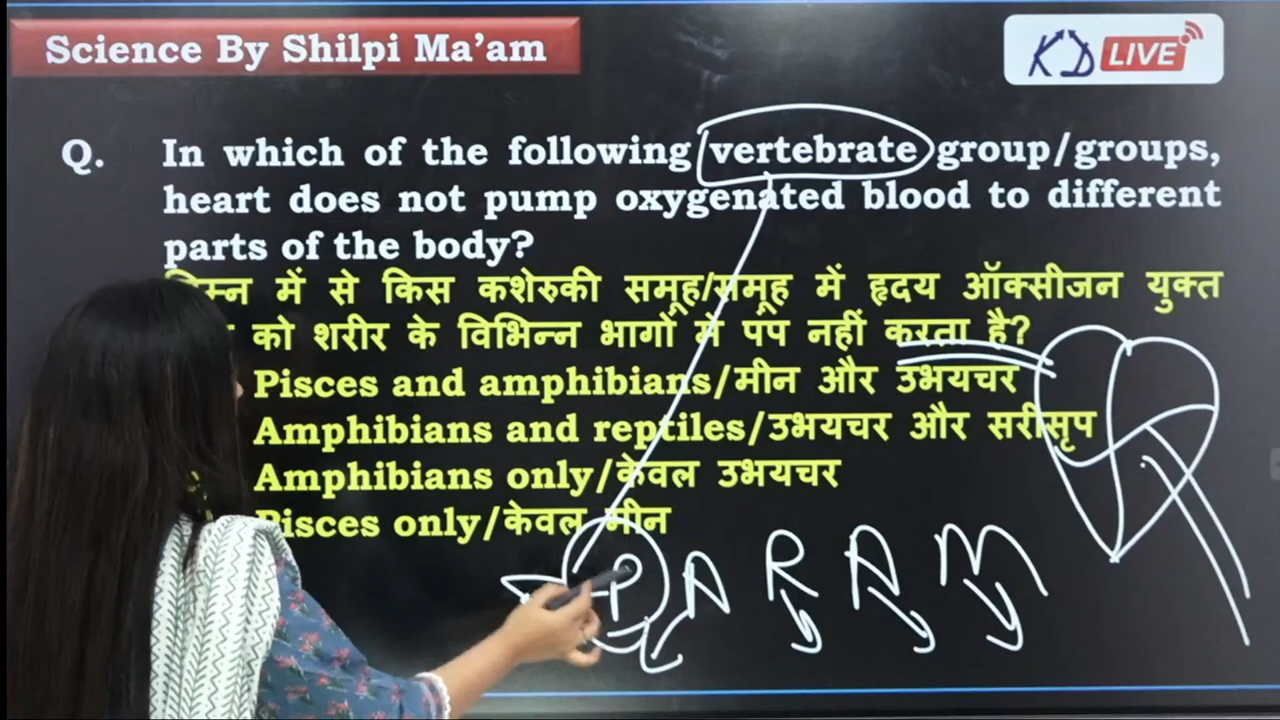 Science By Shilpi Ma'am
KD LIVE
Q. In which of the following vertebrate group/groups,
heart does not pump oxygenated blood to different
parts of the body?
निम्न में से किस कशेरुकी समूह/समूह में हृदय ऑक्सीजन युक्त
को शरीर के विभिन्न भागों में पंप नहीं करता है?
Pisces and amphibians/मीन और उभयचर
Amphibians and reptiles/उभयचर और सरीसृप
Amphibians only/केवल उभयचर
Pisces only/केवल मीन
P A R A M